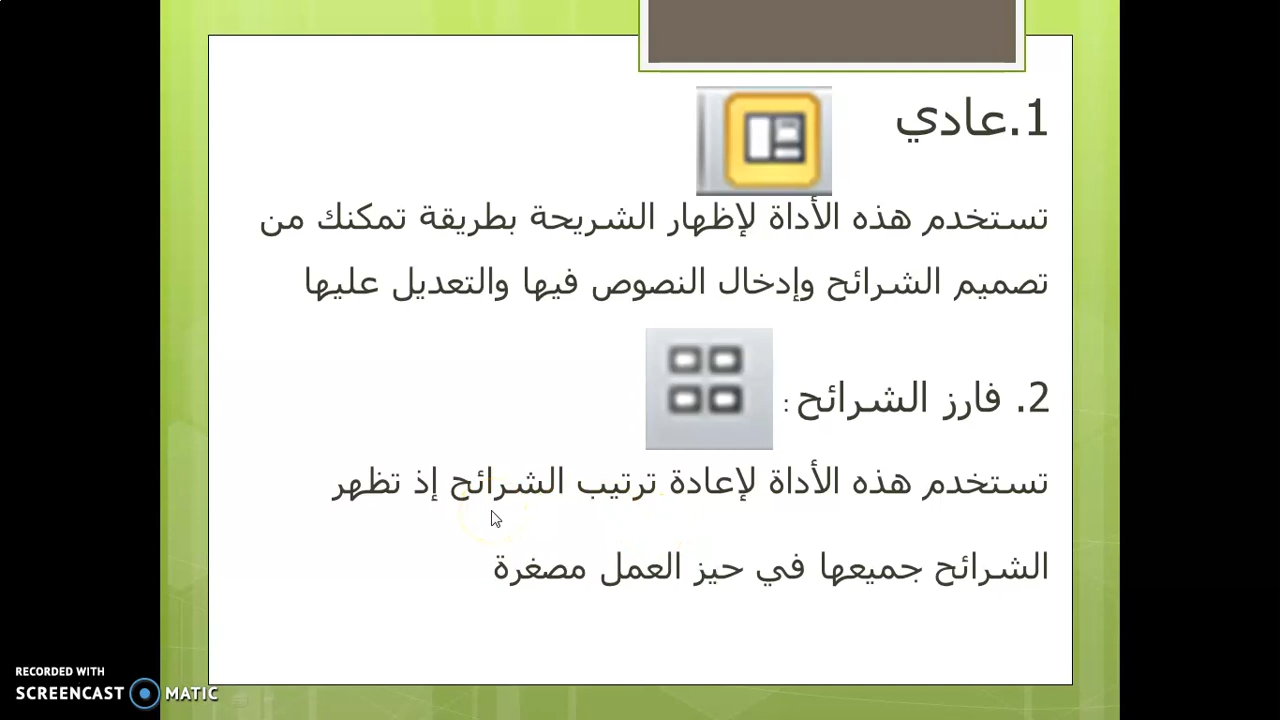 1.عادي
تستخدم هذه الأداة لإظهار الشريحة بطريقة تمكنك من
تصميم الشرائح وإدخال النصوص فيها والتعديل عليها
2. فارز الشرائح :
تستخدم هذه الأداة لإعادة ترتيب الشرائح إذ تظهر
الشرائح جميعها في حيز العمل مصغرة
RECORDED WITH
SCREENCAST MATIC